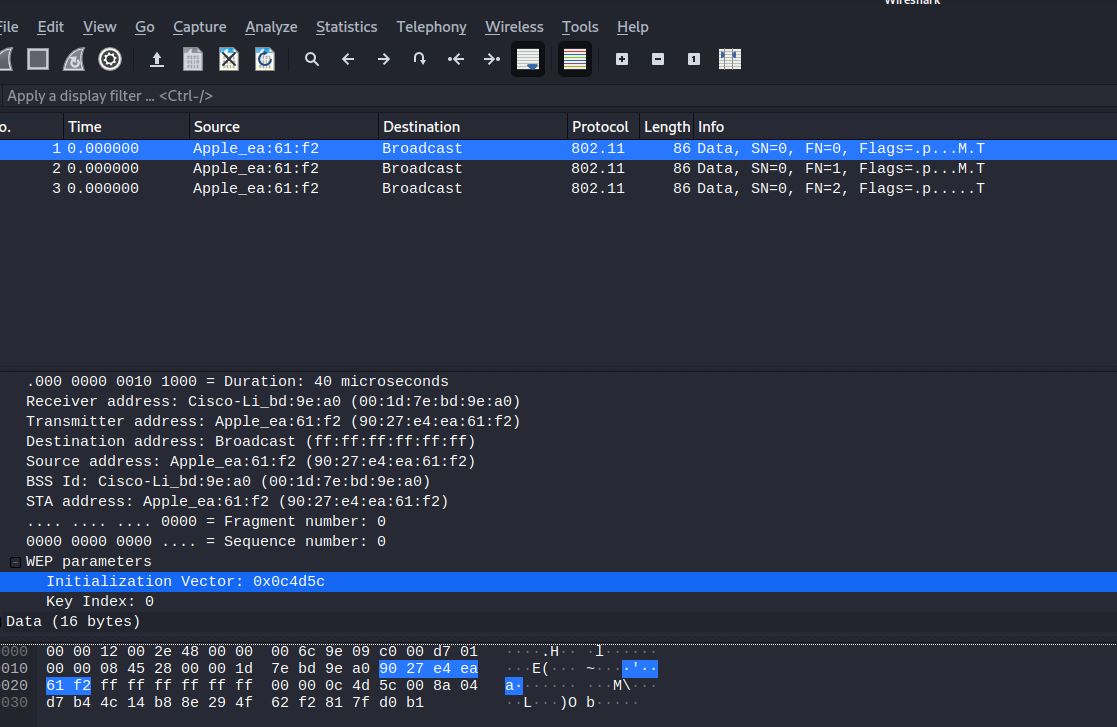 Wireshark
File Edit View Go Capture Analyze Statistics Telephony Wireless Tools Help
1
Apply a display filter ... <Ctrl-/>
o. Time Source Destination Protocol Length Info
1 0.000000 Apple_ea:61:f2 Broadcast 802.11 86 Data, SN=0, FN=0, Flags=.p...M.T
2 0.000000 Apple_ea:61:f2 Broadcast 802.11 86 Data, SN=0, FN=1, Flags=.p...M.T
3 0.000000 Apple_ea:61:f2 Broadcast 802.11 86 Data, SN=0, FN=2, Flags=.p.....T
.000 0000 0010 1000 = Duration: 40 microseconds
Receiver address: Cisco-Li_bd:9e:a0 (00:1d:7e:bd:9e:a0)
Transmitter address: Apple_ea:61:f2 (90:27:e4:ea:61:f2)
Destination address: Broadcast (ff:ff:ff:ff:ff:ff)
Source address: Apple_ea:61:f2 (90:27:e4:ea:61:f2)
BSS Id: Cisco-Li_bd:9e:a0 (00:1d:7e:bd:9e:a0)
STA address: Apple_ea:61:f2 (90:27:e4:ea:61:f2)
.... .... .... 0000 = Fragment number: 0
0000 0000 0000 .... = Sequence number: 0
WEP parameters
Initialization Vector: 0x0c4d5c
Key Index: 0
Data (16 bytes)
000 00 00 12 00 2e 48 00 00 00 6c 9e 09 c0 00 d7 01 ·····.H·· ·l······
010 00 00 08 45 28 00 00 1d 7e bd 9e a0 90 27 e4 ea ···E(··· ~····'··
020 61 f2 ff ff ff ff ff ff 00 00 0c 4d 5c 00 8a 04 a······· ···M\···
030 d7 b4 4c 14 b8 8e 29 4f 62 f2 81 7f d0 b1 ··L···)O b·····